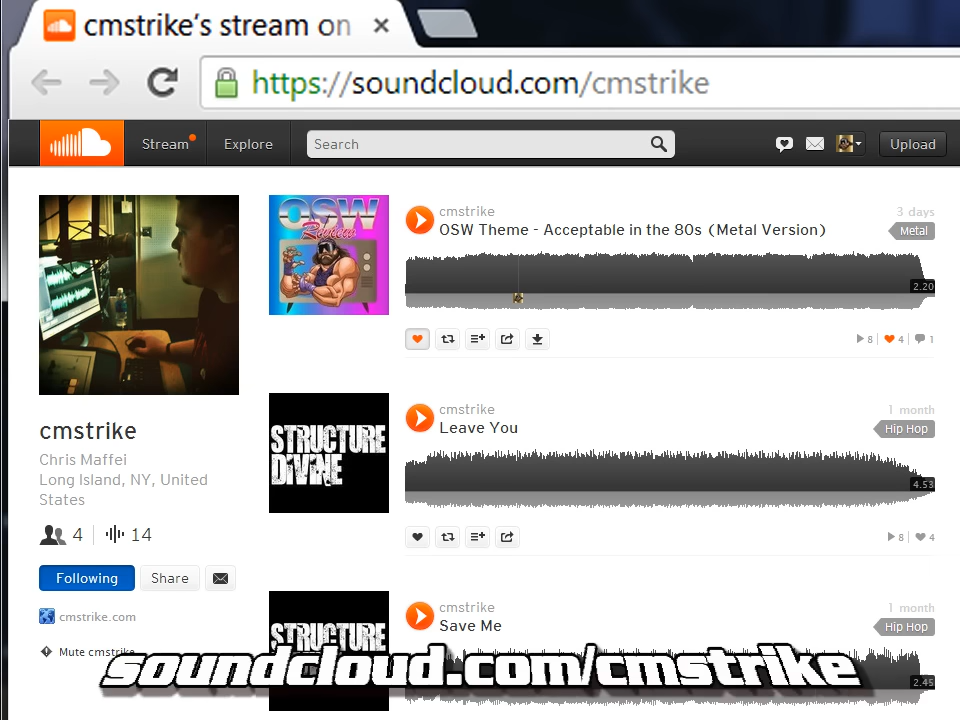 cmstrike's stream on
https://soundcloud.com/cmstrike
Stream
Explore
Search
Upload
OSW
Review
cmstrike
3 days
OSW Theme - Acceptable in the 80s (Metal Version)
Metal
2.20
8
4
1
cmstrike
Chris Maffei
Long Island, NY, United
States
4
14
Following
Share
cmstrike.com
Mute cmstrike
STRUCTURE
DIVINE
cmstrike
1 month
Leave You
Hip Hop
4.53
8
4
STRUCTURE
cmstrike
1 month
Save Me
Hip Hop
2.45
soundcloud.com/cmstrike